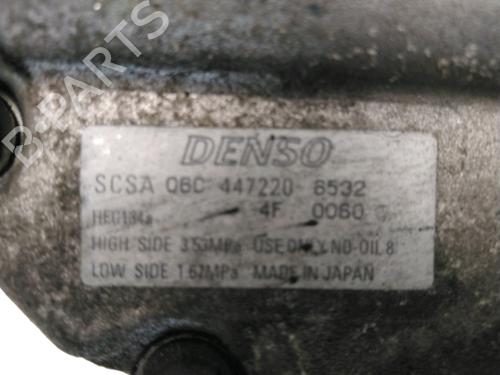 DENSO
SCSA 06C 447220 6532
4F 0060
HFC134a
HIGH SIDE 3.53MPa USE ONLY ND-OIL 8
LOW SIDE 1.67MPa MADE IN JAPAN
B-PARTS